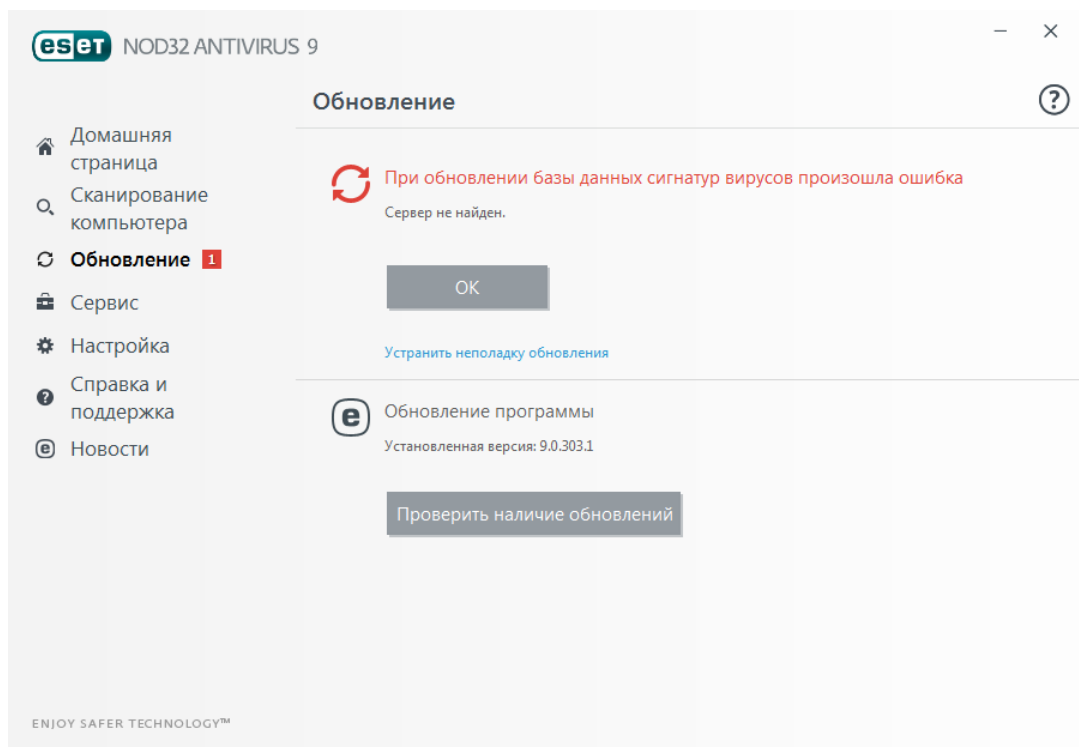 eset NOD32 ANTIVIRUS 9
Обновление
Домашняя
страница
Сканирование
компьютера
Обновление 1
Сервис
Настройка
Справка и
поддержка
Новости
При обновлении базы данных сигнатур вирусов произошла ошибка
Сервер не найден.
ОК
Устранить неполадку обновления
Обновление программы
Установленная версия: 9.0.303.1
Проверить наличие обновлений
ENJOY SAFER TECHNOLOGY™